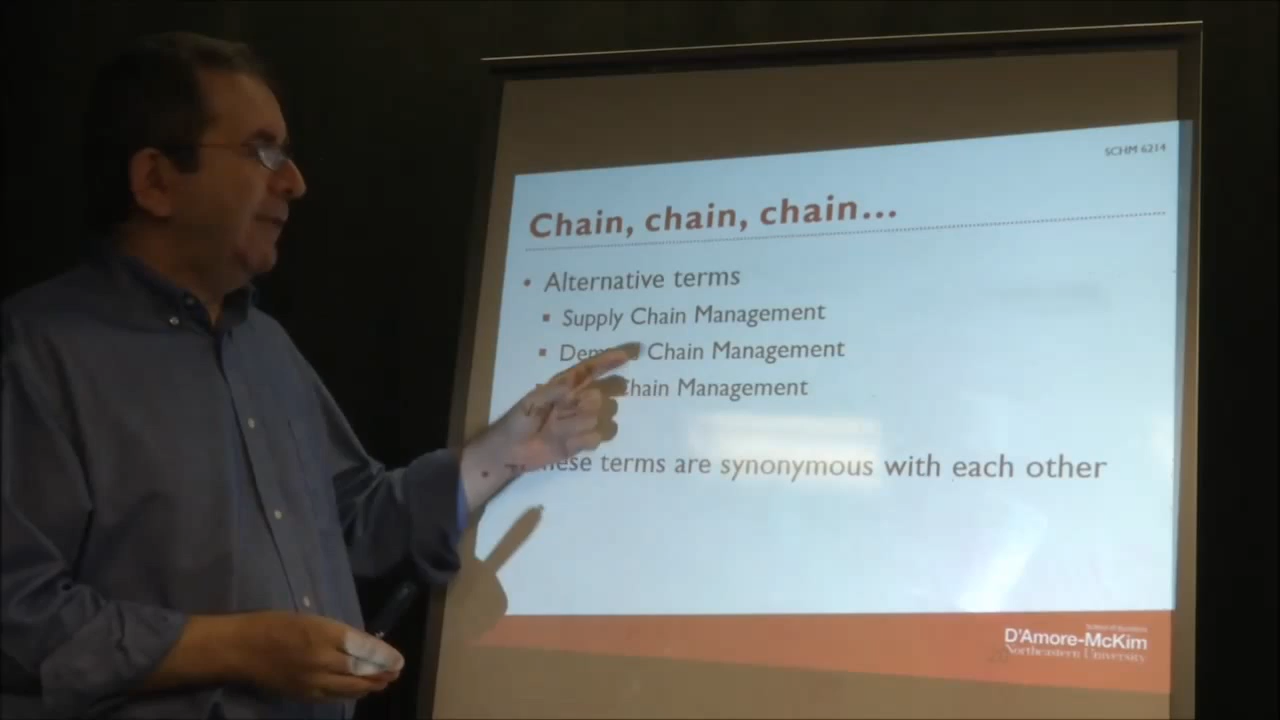 SCHM 6214
Chain, chain, chain...
• Alternative terms
▪ Supply Chain Management
▪ Chain Management
Chain Management
terms are synonymous with each other
D'Amore-McKim
Northeastern University